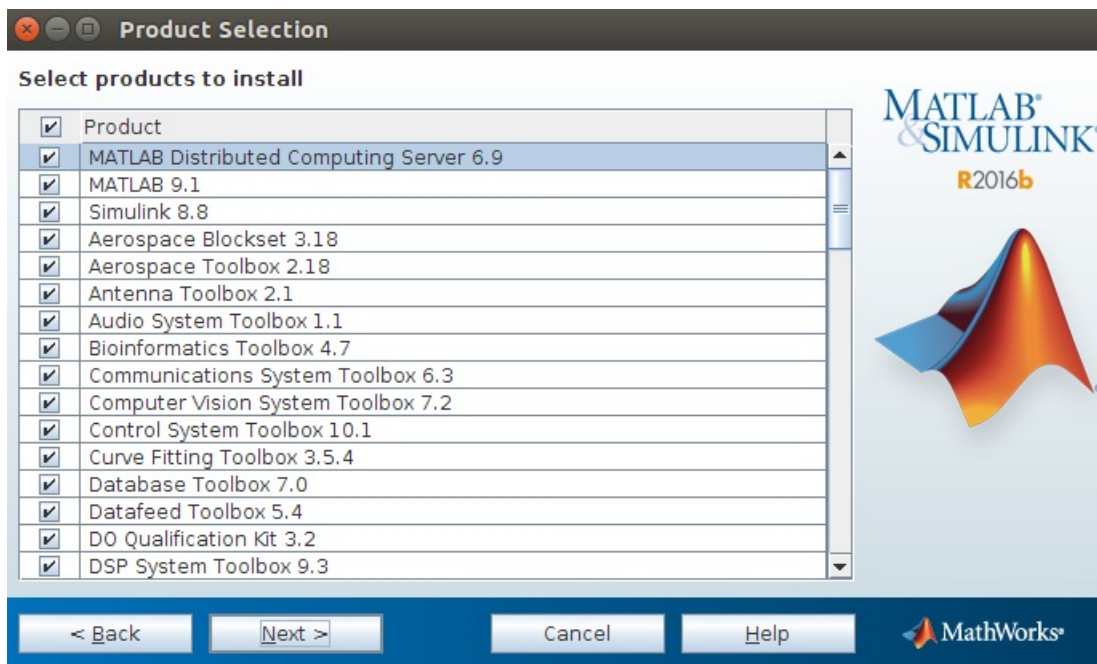 Product Selection
Select products to install
MATLAB®
&SIMULINK®
R2016b
Product
MATLAB Distributed Computing Server 6.9
MATLAB 9.1
Simulink 8.8
Aerospace Blockset 3.18
Aerospace Toolbox 2.18
Antenna Toolbox 2.1
Audio System Toolbox 1.1
Bioinformatics Toolbox 4.7
Communications System Toolbox 6.3
Computer Vision System Toolbox 7.2
Control System Toolbox 10.1
Curve Fitting Toolbox 3.5.4
Database Toolbox 7.0
Datafeed Toolbox 5.4
DO Qualification Kit 3.2
DSP System Toolbox 9.3
< Back Next > Cancel Help MathWorks®